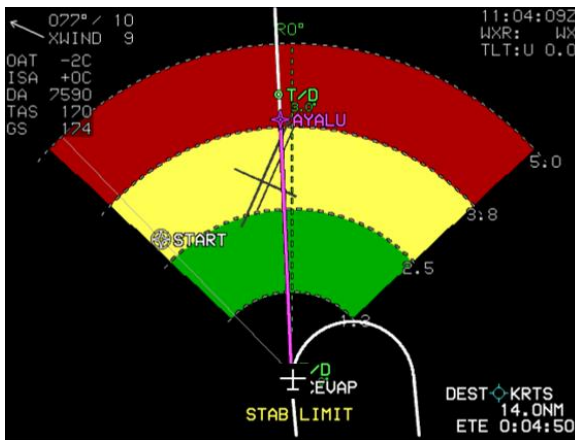 077°/ 10
XWIND 9
OAT -2C
ISA +0C
DA 7590
TAS 170
GS 174
R0°
11:04:09Z
WXR: WX
TLT:U 0.0
T/D
3.0°
AYALU
5.0
3.8
START
2.5
1.3
/D
EVAP
STAB LIMIT
DEST KRTS
14.0NM
ETE 0:04:50